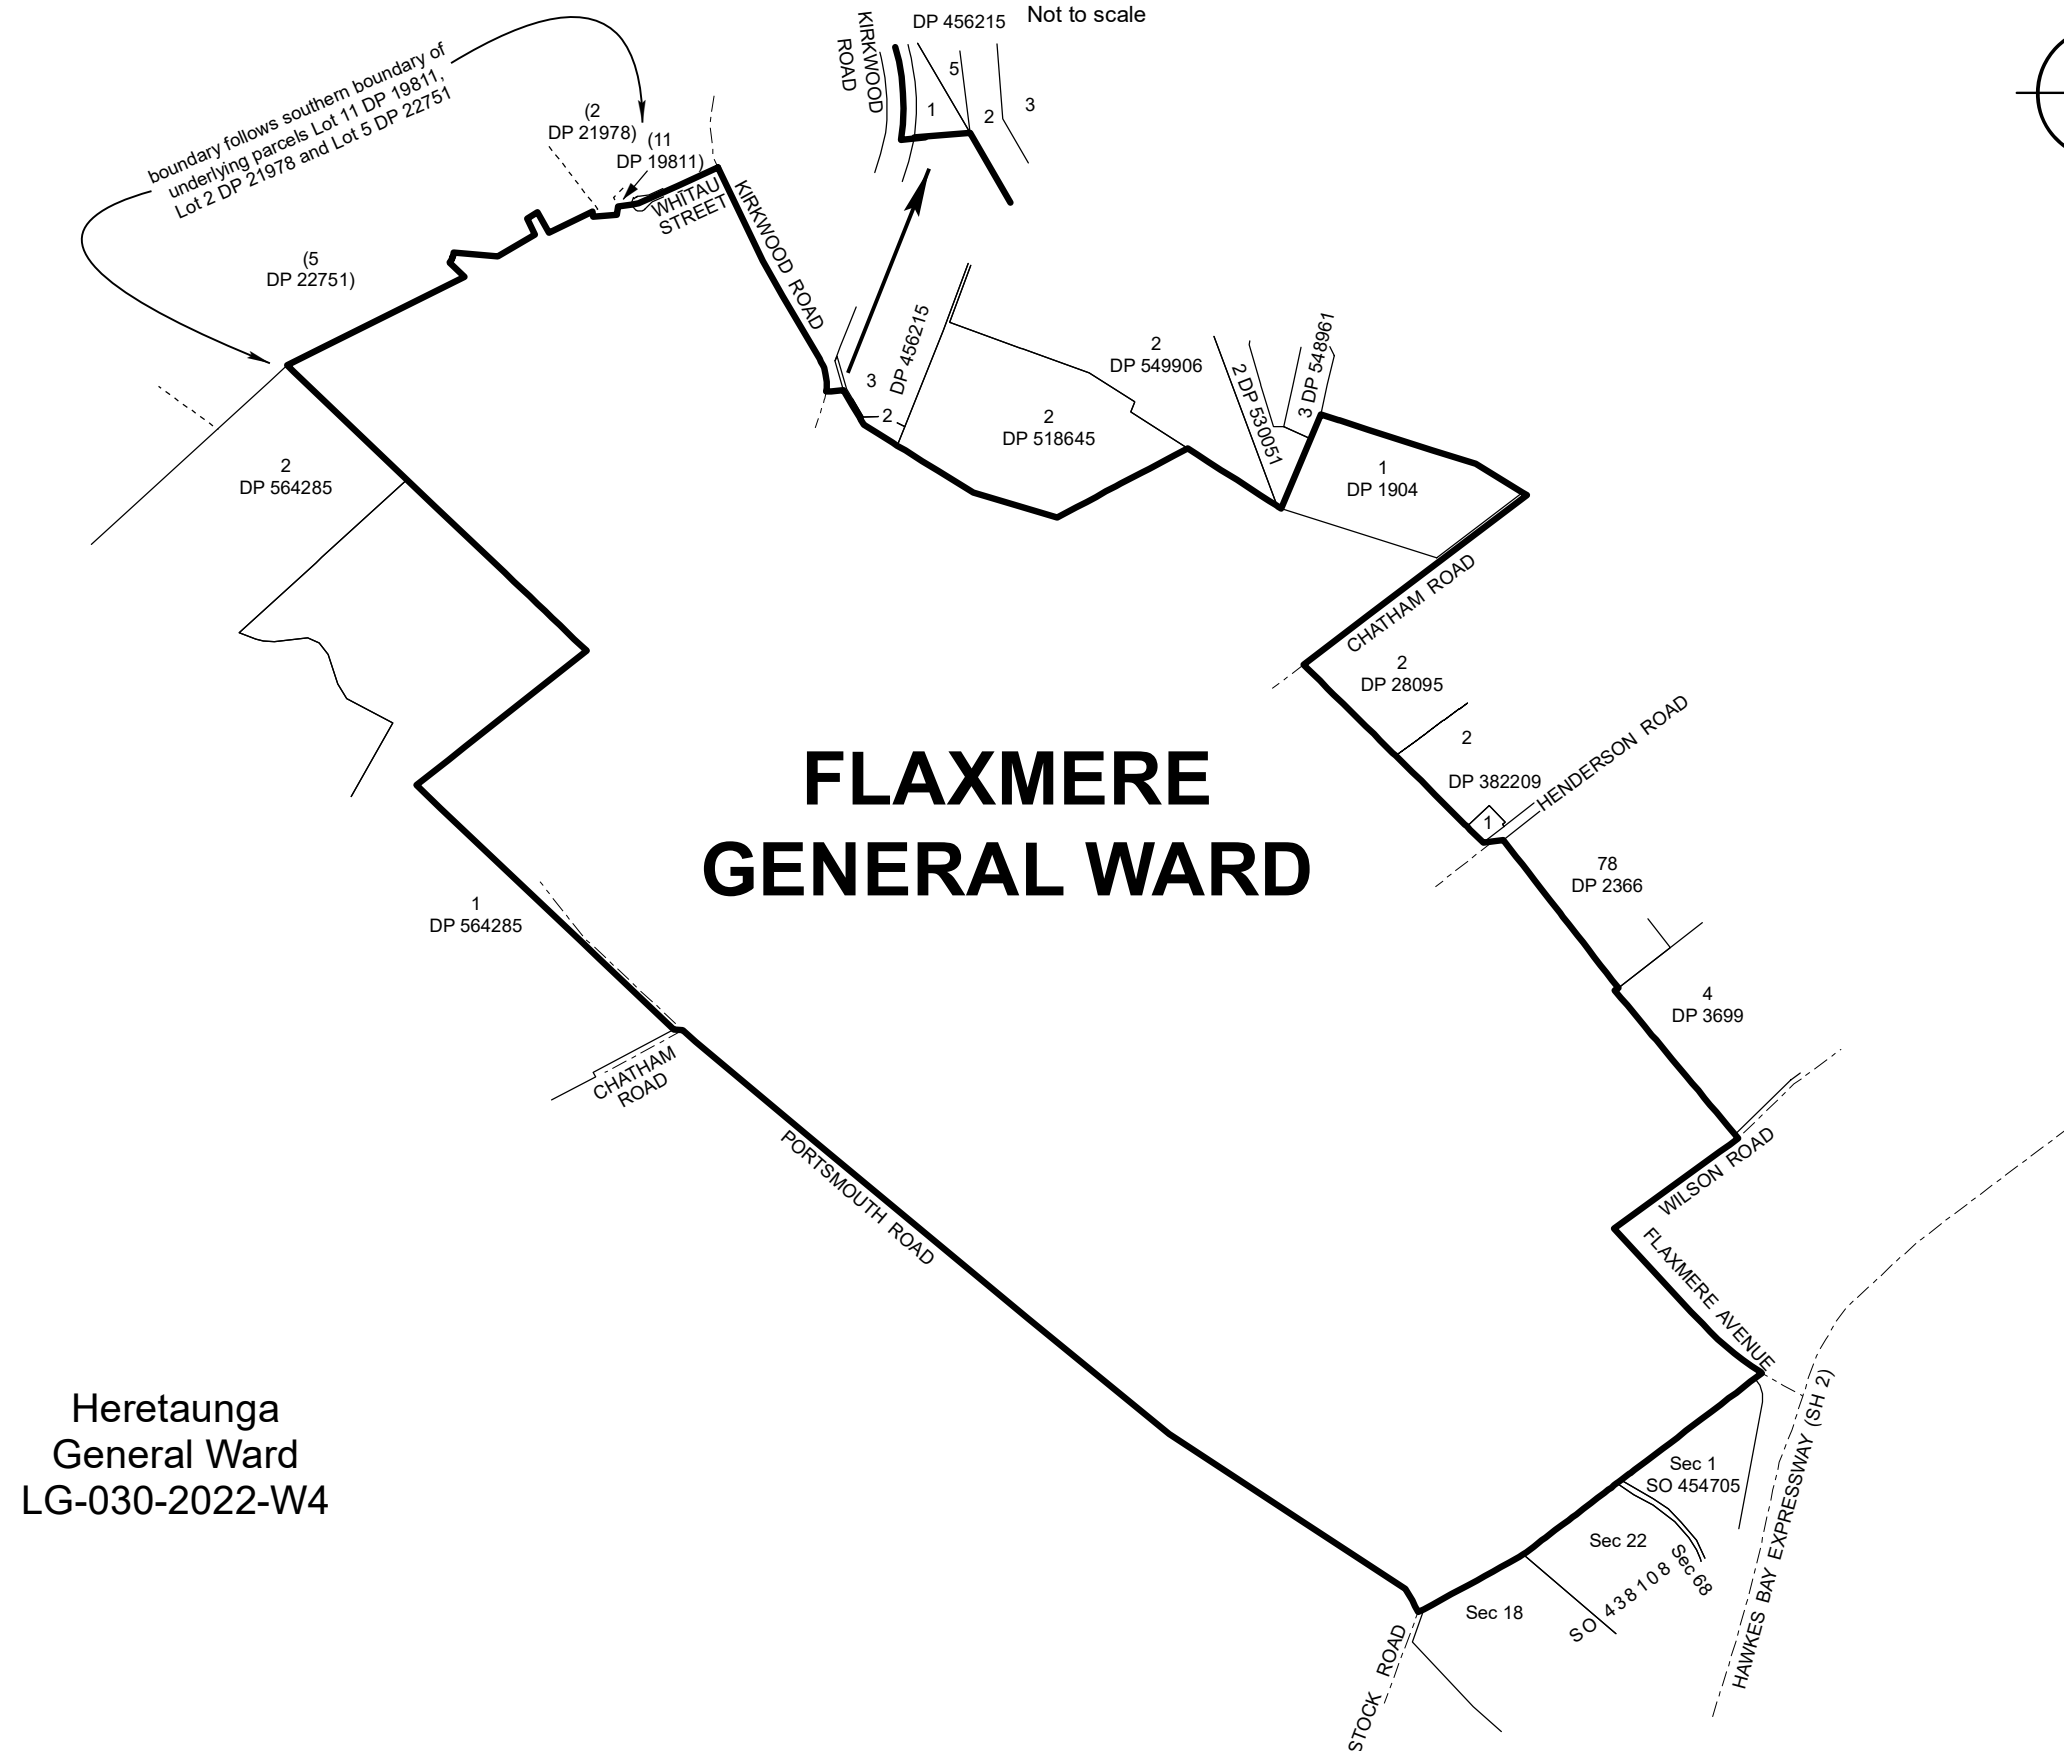 boundary follows southern boundary of
underlying parcels Lot 11 DP 19811,
Lot 2 DP 21978 and Lot 5 DP 22751
(2
DP 21978)
(11
DP 19811)
WHĪTAU
STREET
KIRKWOOD ROAD
KIRKWOOD
ROAD
DP 456215
Not to scale
5
1
2
3
(5
DP 22751)
3
2
DP 456215
2
DP 518645
2
DP 549906
2 DP 530051
3 DP 548961
1
DP 1904
2
DP 564285
CHATHAM ROAD
2
DP 28095
2
DP 382209
1
HENDERSON ROAD
FLAXMERE
GENERAL WARD
78
DP 2366
1
DP 564285
4
DP 3699
CHATHAM
ROAD
PORTSMOUTH ROAD
WILSON ROAD
FLAXMERE AVENUE
HAWKES BAY EXPRESSWAY (SH 2)
Heretaunga
General Ward
LG-030-2022-W4
Sec 1
SO 454705
Sec 22
Sec 68
SO 438108
Sec 18
STOCK ROAD